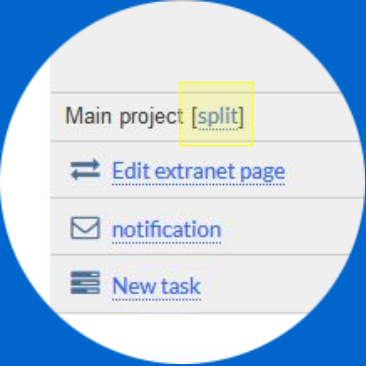 Main project [split]
Edit extranet page
notification
New task